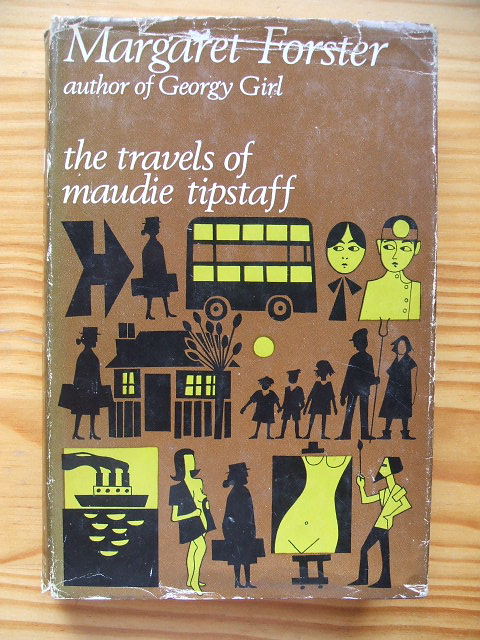 Margaret Forster
author of Georgy Girl
the travels of
maudie tipstaff